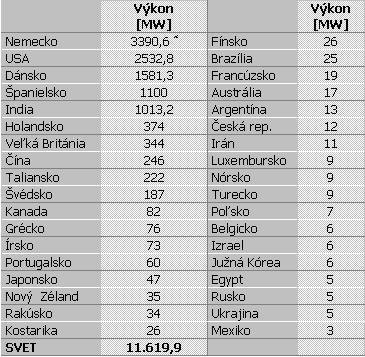 Výkon [MW] Výkon [MW]
Nemecko 3390,6 * Fínsko 26
USA 2532,8 Brazília 25
Dánsko 1581,3 Francúzsko 19
Španielsko 1100 Austrália 17
India 1013,2 Argentína 13
Holandsko 374 Česká rep. 12
Veľká Británia 344 Irán 11
Čína 246 Luxembursko 9
Taliansko 222 Nórsko 9
Švédsko 187 Turecko 9
Kanada 82 Poľsko 7
Grécko 76 Belgicko 6
Írsko 73 Izrael 6
Portugalsko 60 Južná Kórea 6
Japonsko 47 Egypt 5
Nový Zéland 35 Rusko 5
Rakúsko 34 Ukrajina 5
Kostarika 26 Mexiko 3
SVET 11.619,9